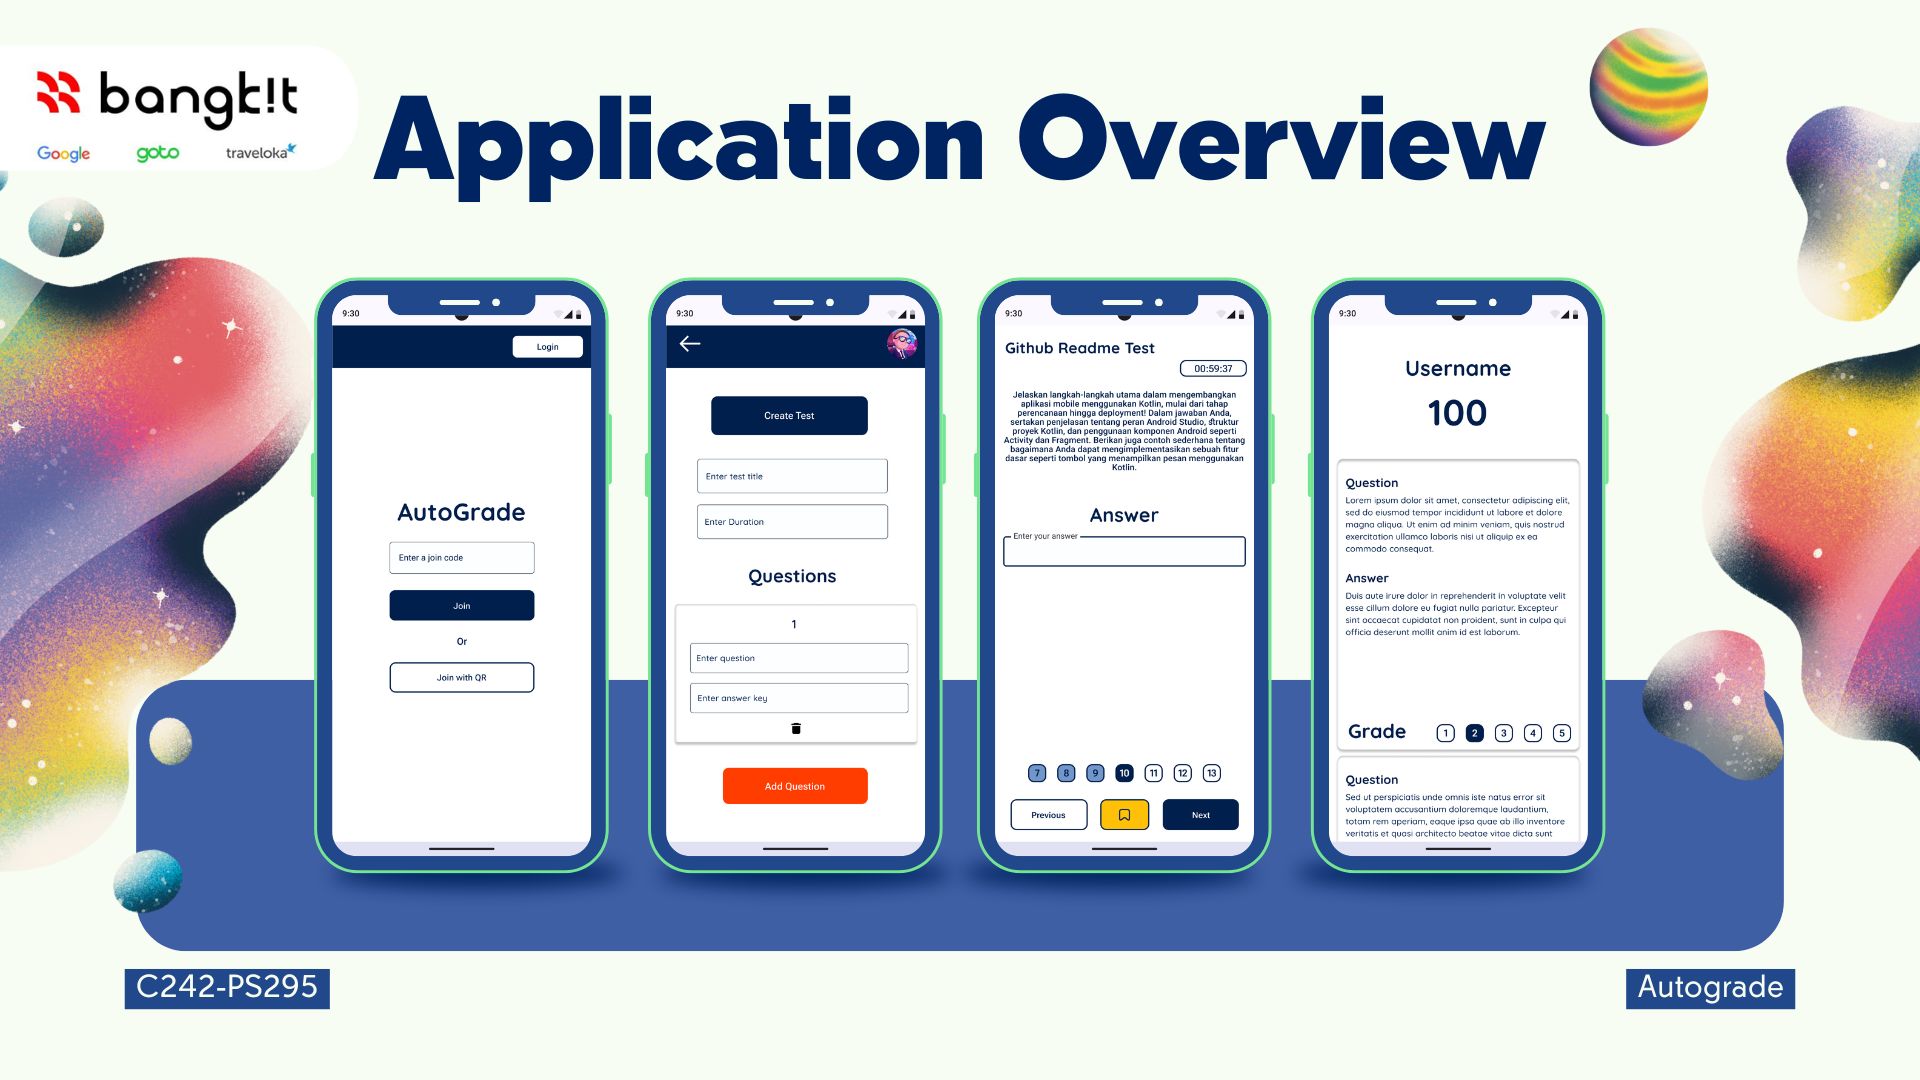 bangk!t
Google goto traveloka
Application Overview
9:30
Login
AutoGrade
Enter a join code
Join
Or
Join with QR
9:30
Create Test
Enter test title
Enter Duration
Questions
1
Enter question
Enter answer key
Add Question
9:30
Github Readme Test
00:59:37
Jelaskan langkah-langkah utama dalam mengembangkan
aplikasi mobile menggunakan Kotlin, mulai dari tahap
perencanaan hingga deployment! Dalam jawaban Anda,
sertakan penjelasan tentang peran Android Studio, struktur
proyek Kotlin, dan penggunaan komponen Android seperti
Activity dan Fragment. Berikan juga contoh sederhana tentang
bagaimana Anda dapat mengimplementasikan sebuah fitur
dasar seperti tombol yang menampilkan pesan menggunakan
Kotlin.
Answer
Enter your answer
7 8 9 10 11 12 13
Previous Next
9:30
Username
100
Question
Lorem ipsum dolor sit amet, consectetur adipiscing elit,
sed do eiusmod tempor incididunt ut labore et dolore
magna aliqua. Ut enim ad minim veniam, quis nostrud
exercitation ullamco laboris nisi ut aliquip ex ea
commodo consequat.
Answer
Duis aute irure dolor in reprehenderit in voluptate velit
esse cillum dolore eu fugiat nulla pariatur. Excepteur
sint occaecat cupidatat non proident, sunt in culpa qui
officia deserunt mollit anim id est laborum.
Grade 1 2 3 4 5
Question
Sed ut perspiciatis unde omnis iste natus error sit
voluptatem accusantium doloremque laudantium,
totam rem aperiam, eaque ipsa quae ab illo inventore
veritatis et quasi architecto beatae vitae dicta sunt
C242-PS295
Autograde